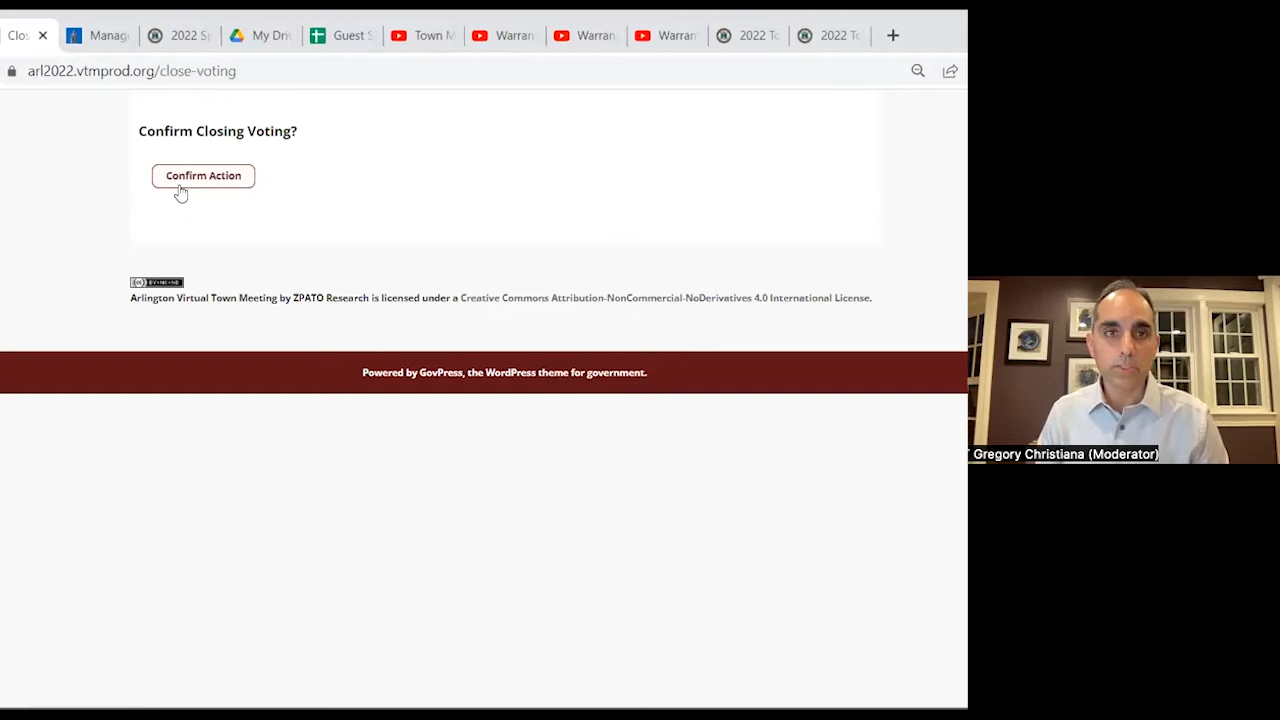 Clos
Manag
2022 S
My Dri
Guest S
Town M
Warran
Warran
Warran
2022 To
2022 To
arl2022.vtmprod.org/close-voting
Confirm Closing Voting?
Confirm Action
Arlington Virtual Town Meeting by ZPATO Research is licensed under a Creative Commons Attribution-NonCommercial-NoDerivatives 4.0 International License.
Powered by GovPress, the WordPress theme for government.
Gregory Christiana (Moderator)